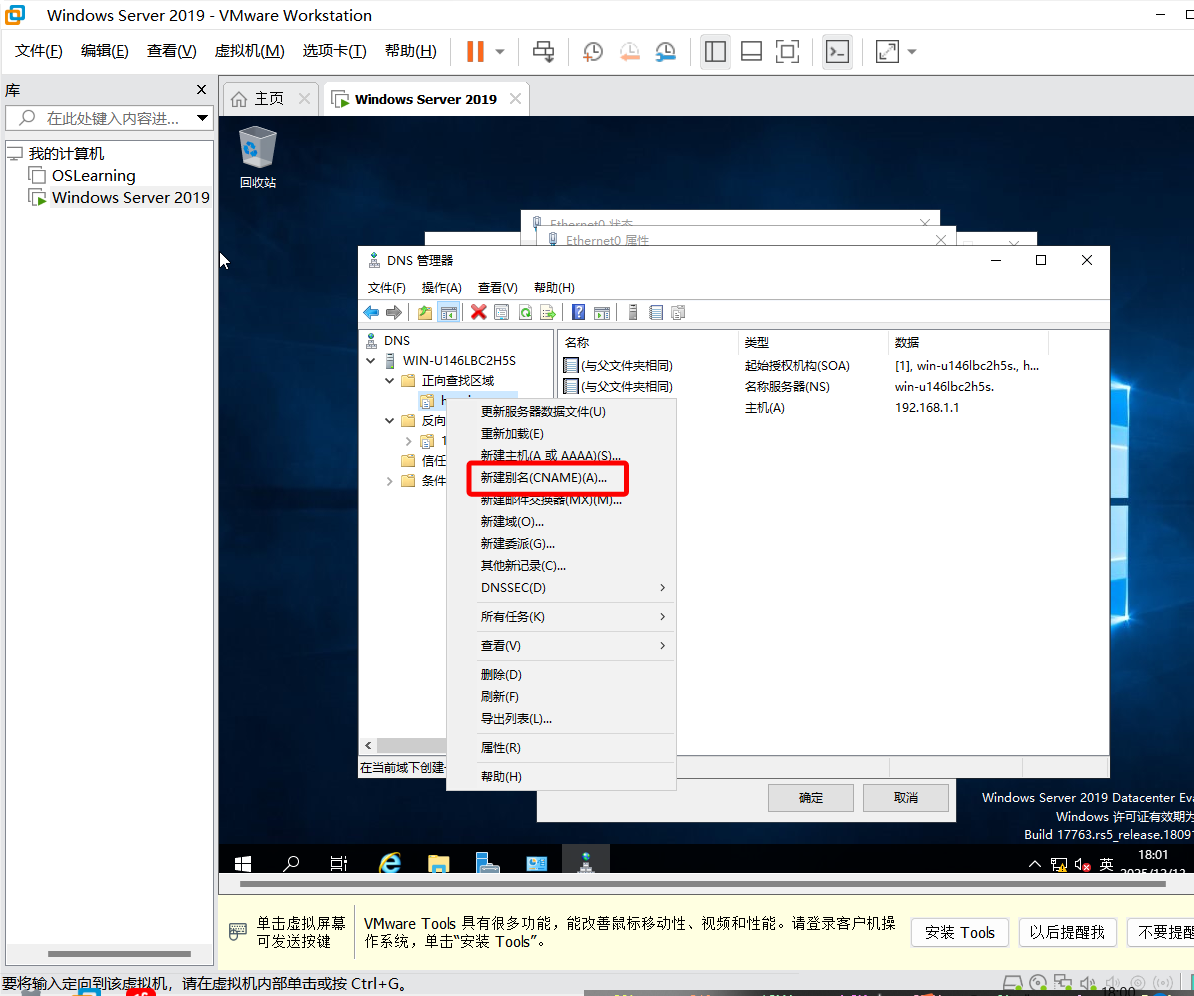 Windows Server 2019 - VMware Workstation
文件(F) 编辑(E) 查看(V) 虚拟机(M) 选项卡(T) 帮助(H)
库
在此处键入内容进...
我的计算机
OSLearning
Windows Server 2019
主页
Windows Server 2019
回收站
Ethernet0 状态
Ethernet0 属性
DNS 管理器
文件(F) 操作(A) 查看(V) 帮助(H)
DNS
WIN-U146LBC2H5S
正向查找区域
反向
信任
条件
名称 类型 数据
(与父文件夹相同) 起始授权机构(SOA) [1], win-u146lbc2h5s., h...
(与父文件夹相同) 名称服务器(NS) win-u146lbc2h5s.
主机(A) 192.168.1.1
更新服务器数据文件(U)
重新加载(E)
新建主机(A 或 AAAA)(S)...
新建别名(CNAME)(A)...
新建邮件交换器(MX)(M)...
新建域(O)...
新建委派(G)...
其他新记录(C)...
DNSSEC(D)
所有任务(K)
查看(V)
删除(D)
刷新(F)
导出列表(L)...
属性(R)
帮助(H)
在当前域下创建
确定 取消
Windows Server 2019 Datacenter Eva
Windows 许可证有效期为
Build 17763.rs5_release.18091
英
18:01
2025/12/13
单击虚拟屏幕
可发送按键
VMware Tools 具有很多功能，能改善鼠标移动性、视频和性能。请登录客户机操
作系统，单击“安装 Tools”。
安装 Tools 以后提醒我 不要提醒
要将输入定向到该虚拟机，请在虚拟机内部单击或按 Ctrl+G。
18:00